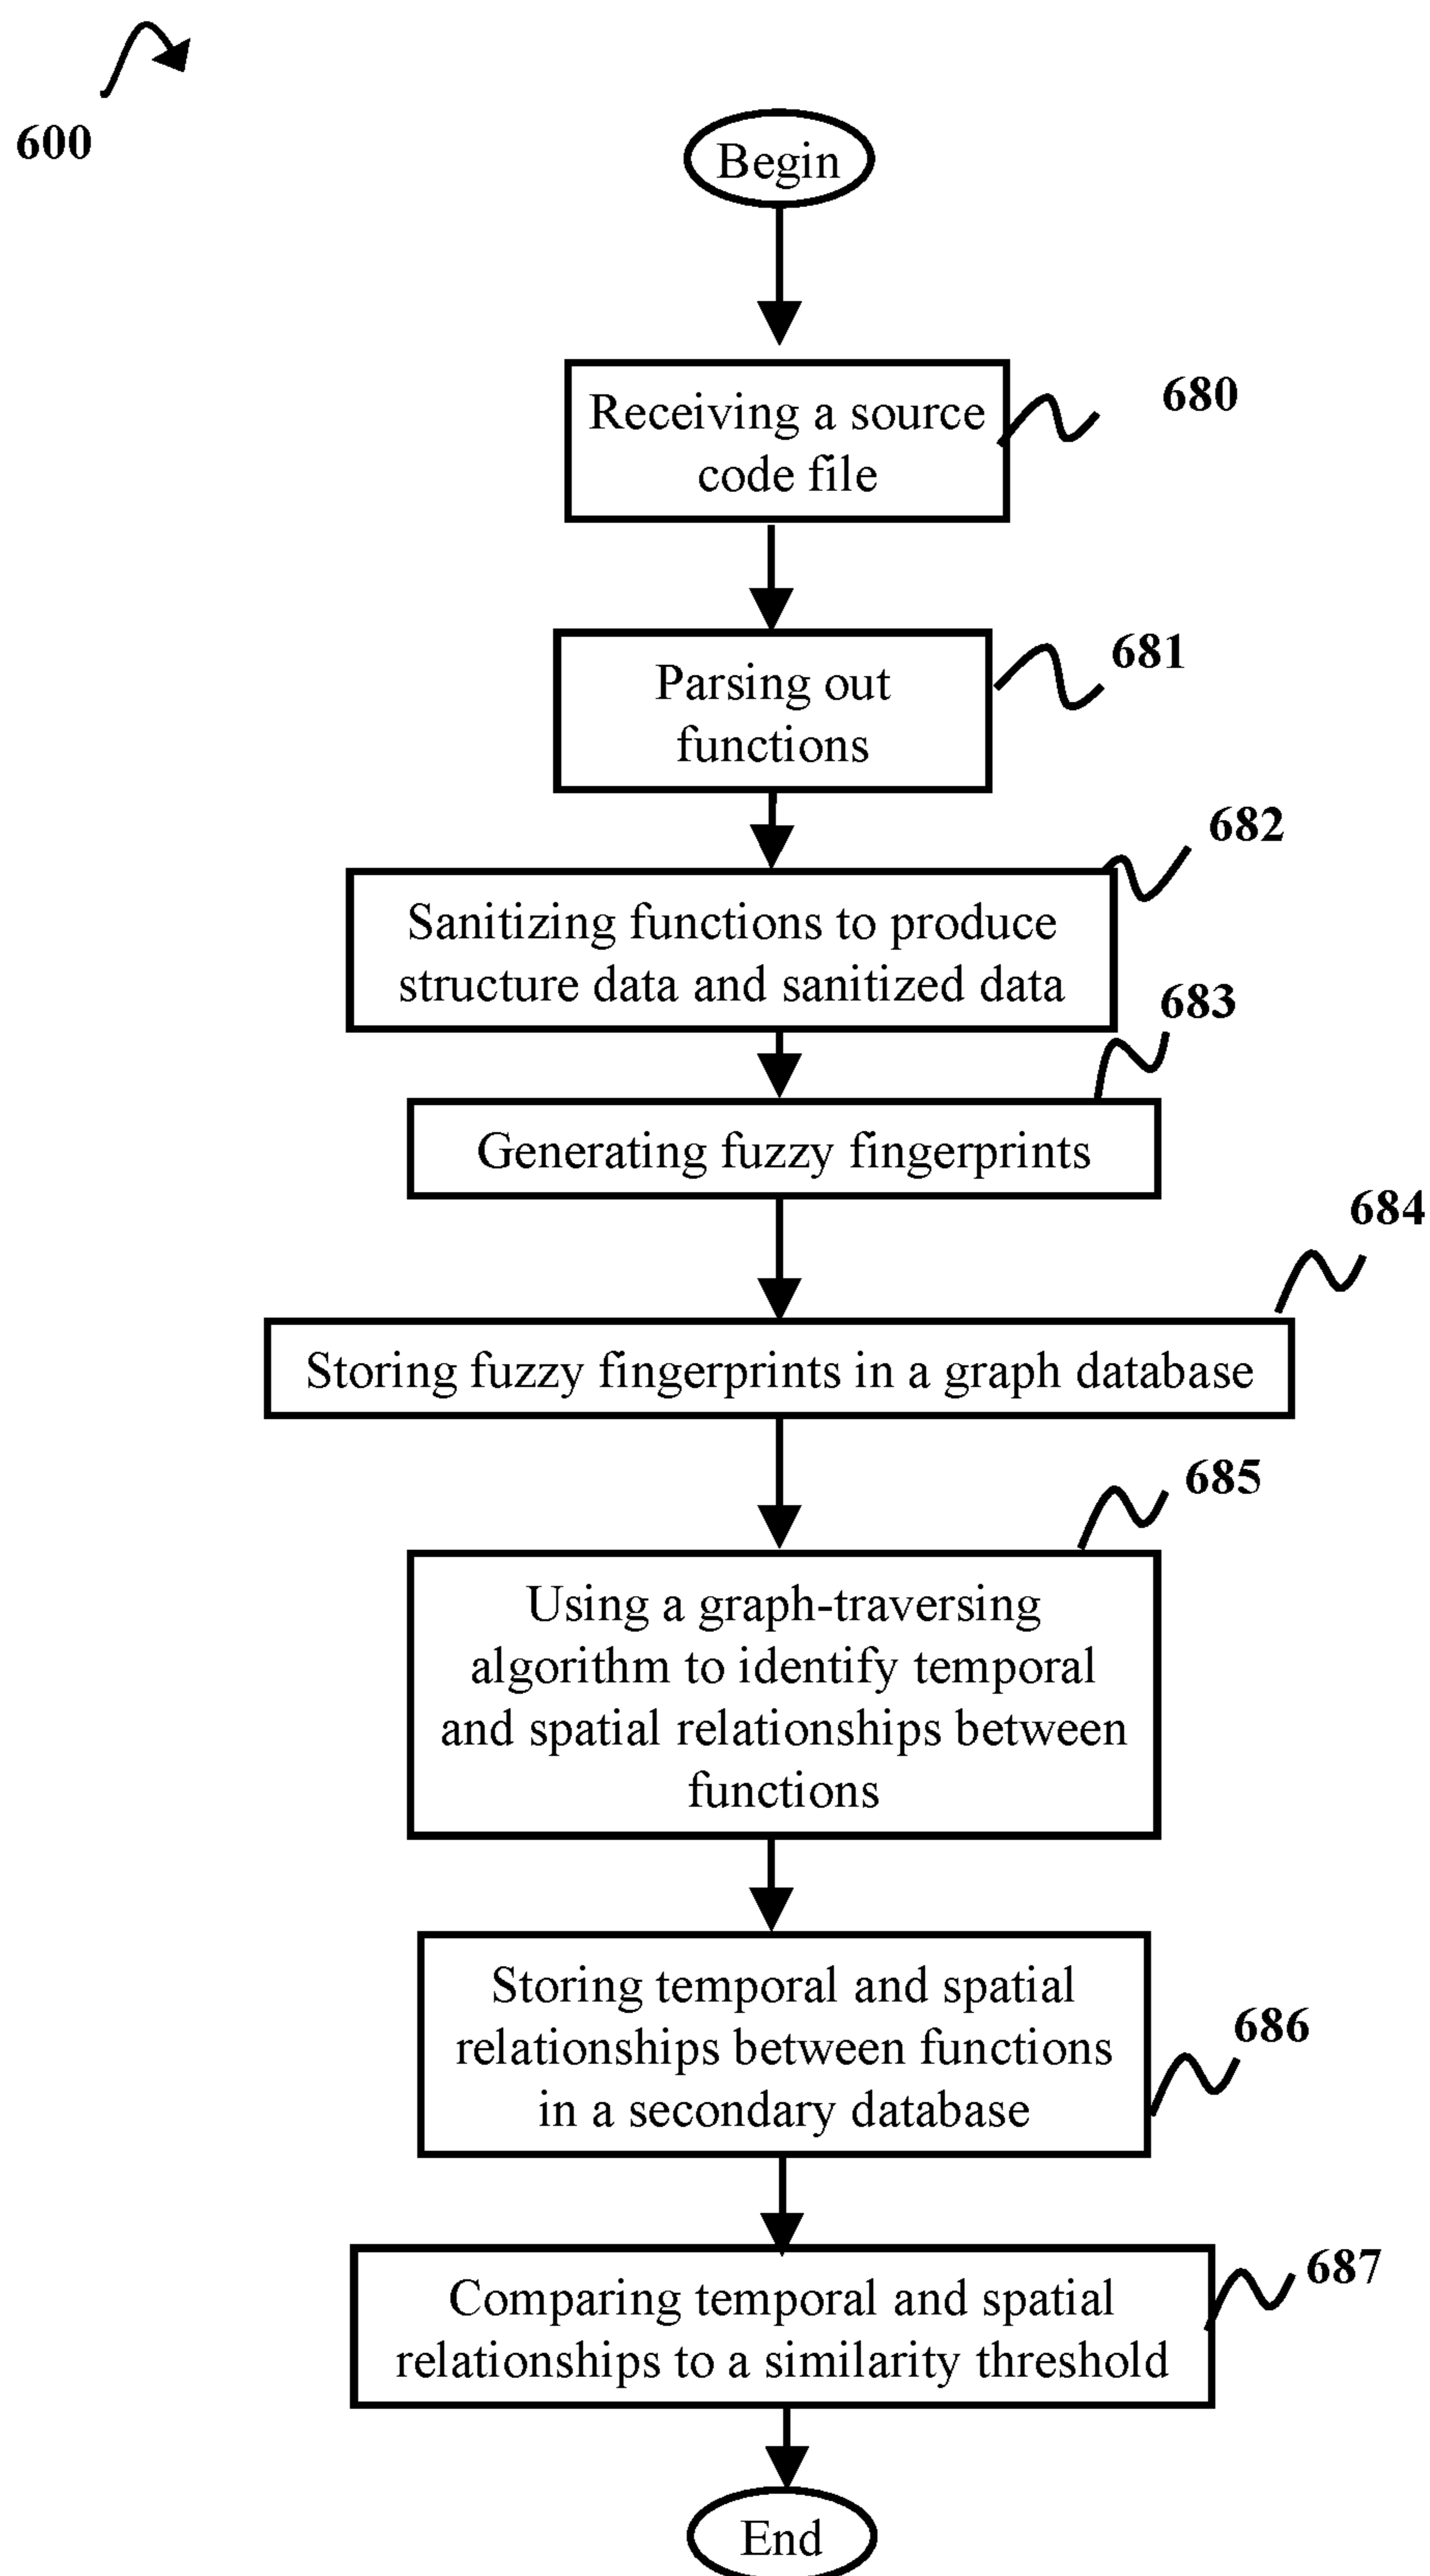 600
Begin
Receiving a source
code file
680
Parsing out
functions
681
Sanitizing functions to produce
structure data and sanitized data
682
Generating fuzzy fingerprints
683
Storing fuzzy fingerprints in a graph database
684
Using a graph-traversing
algorithm to identify temporal
and spatial relationships between
functions
685
Storing temporal and spatial
relationships between functions
in a secondary database
686
Comparing temporal and spatial
relationships to a similarity threshold
687
End